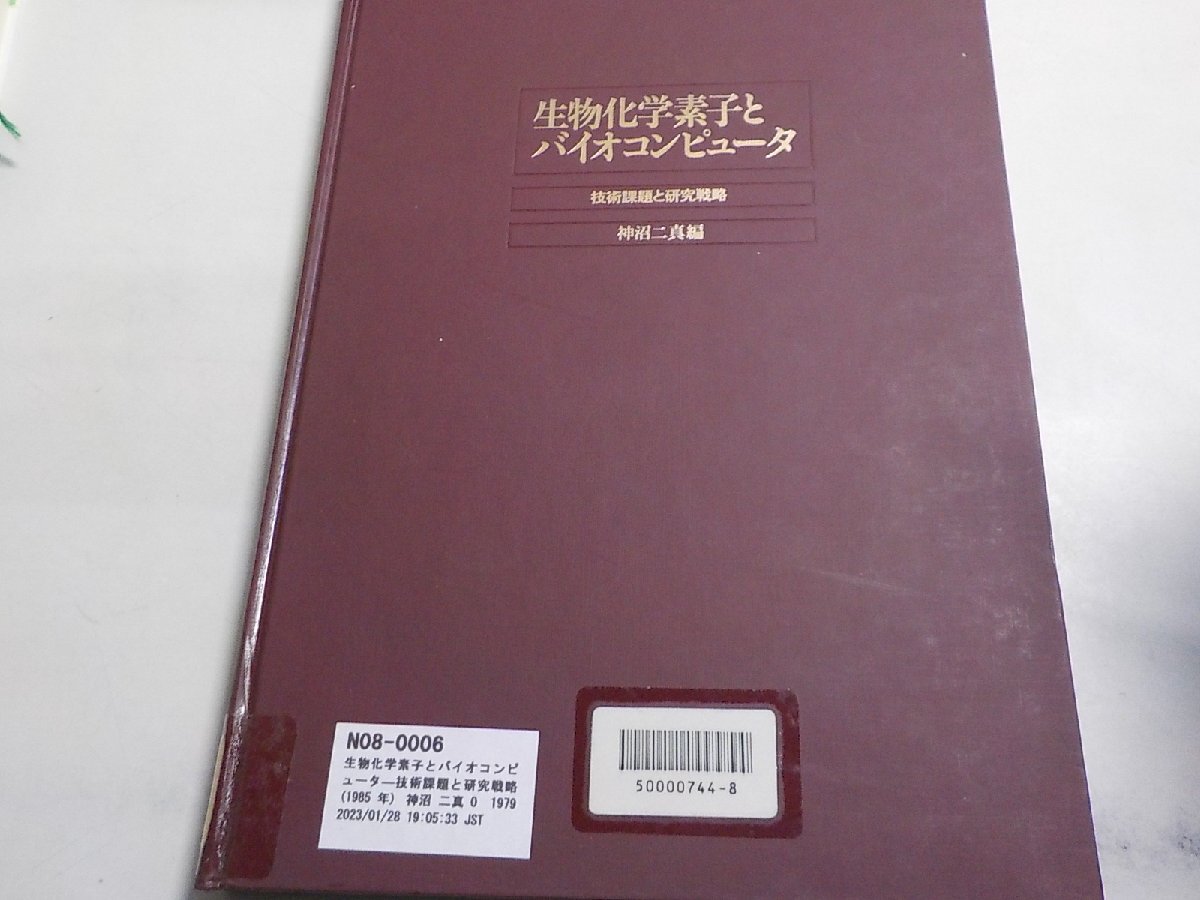 生物化学素子と
バイオコンピュータ
技術課題と研究戦略
神沼二真編
N08-0006
生物化学素子とバイオコンピ
ュータ―技術課題と研究戦略
(1985 年) 神沼 二真 0 1979
2023/01/28 19:05:33 JST
50000744-8